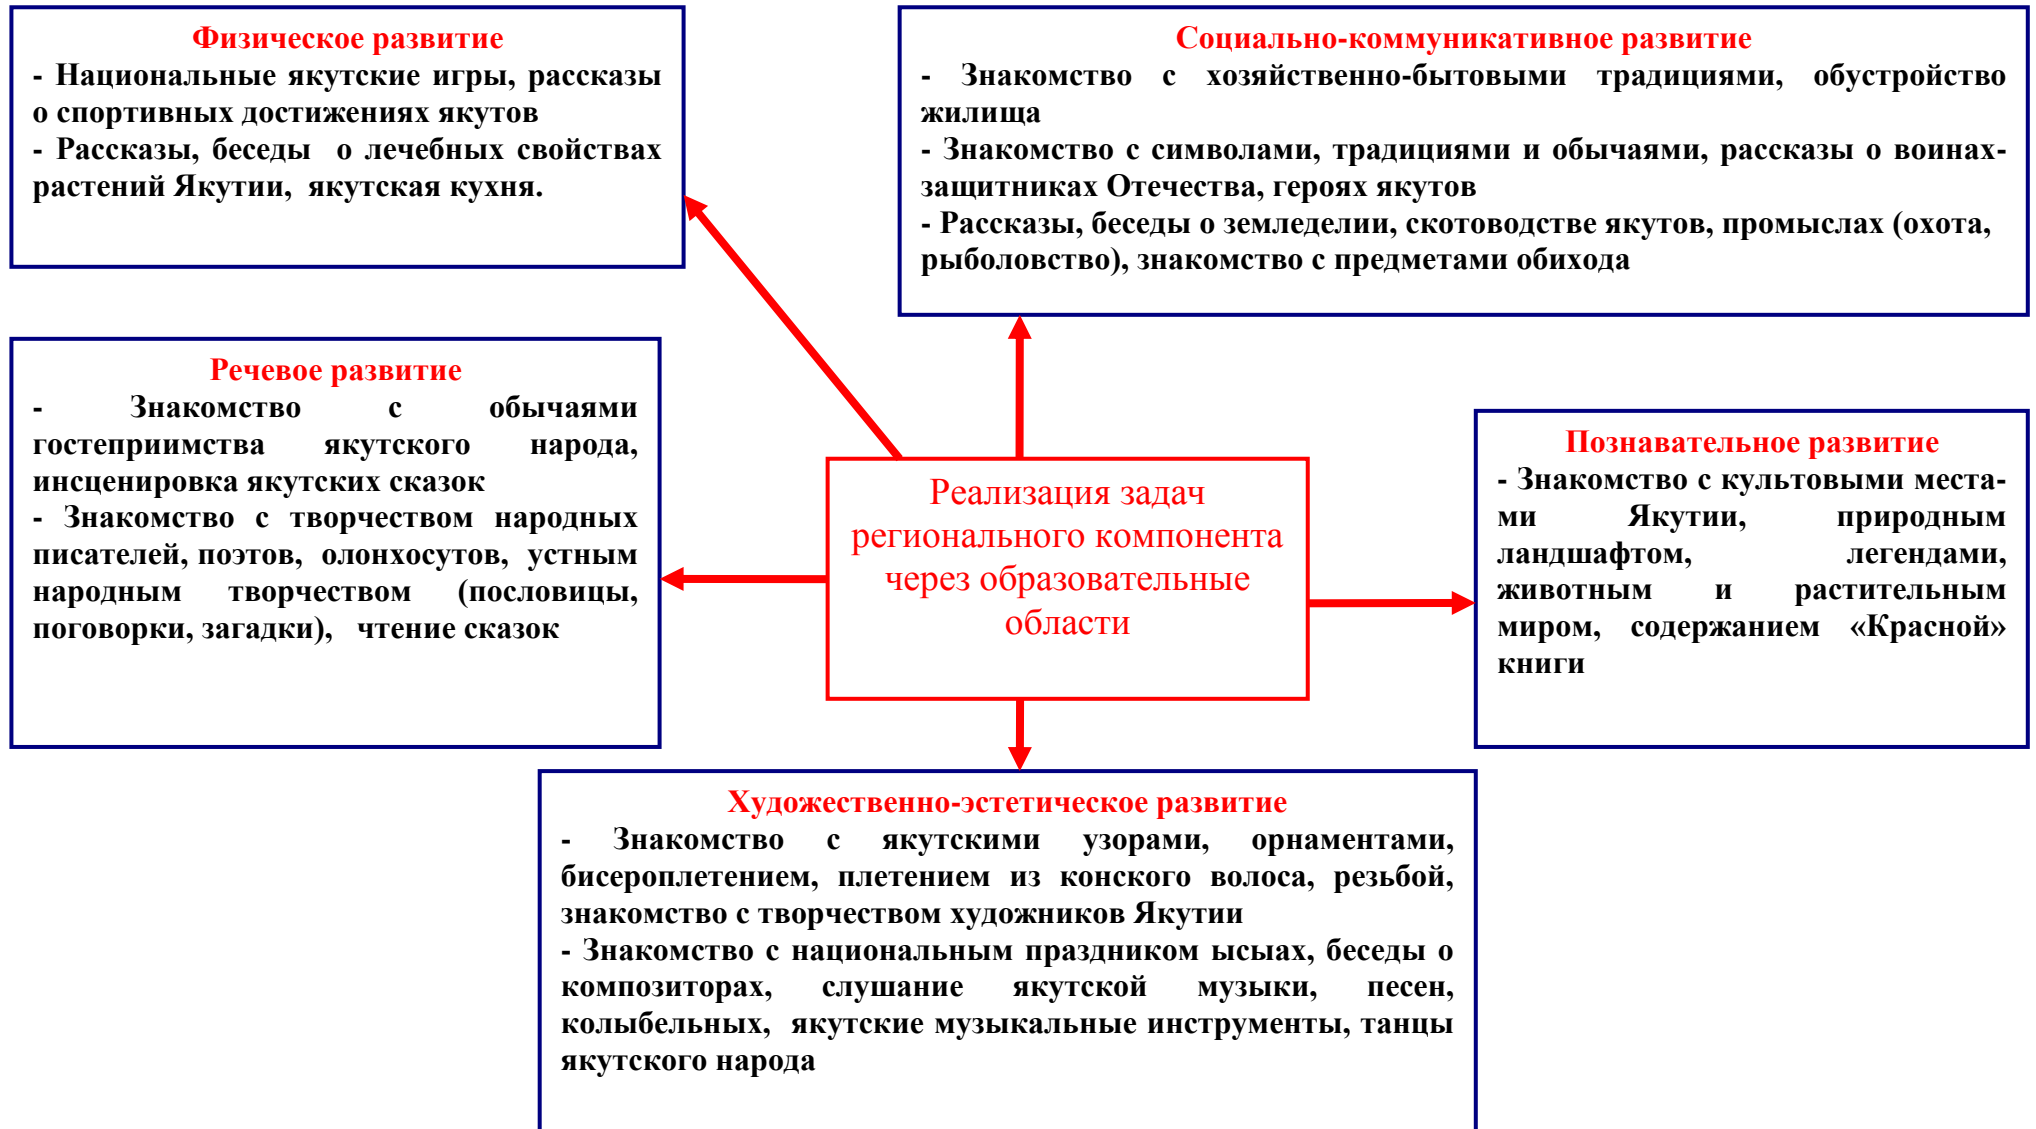 Физическое развитие
- Национальные якутские игры, рассказы
о спортивных достижениях якутов
- Рассказы, беседы о лечебных свойствах
растений Якутии, якутская кухня.
Социально-коммуникативное развитие
- Знакомство с хозяйственно-бытовыми традициями, обустройство
жилища
- Знакомство с символами, традициями и обычаями, рассказы о воинах-
защитниках Отечества, героях якутов
- Рассказы, беседы о земледелии, скотоводстве якутов, промыслах (охота,
рыболовство), знакомство с предметами обихода
Речевое развитие
- Знакомство с обычаями
гостеприимства якутского народа,
инсценировка якутских сказок
- Знакомство с творчеством народных
писателей, поэтов, олонхосутов, устным
народным творчеством (пословицы,
поговорки, загадки), чтение сказок
Реализация задач
регионального компонента
через образовательные
области
Познавательное развитие
- Знакомство с культовыми места-
ми Якутии, природным
ландшафтом, легендами,
животным и растительным
миром, содержанием «Красной»
книги
Художественно-эстетическое развитие
- Знакомство с якутскими узорами, орнаментами,
бисероплетением, плетением из конского волоса, резьбой,
знакомство с творчеством художников Якутии
- Знакомство с национальным праздником ысыах, беседы о
композиторах, слушание якутской музыки, песен,
колыбельных, якутские музыкальные инструменты, танцы
якутского народа